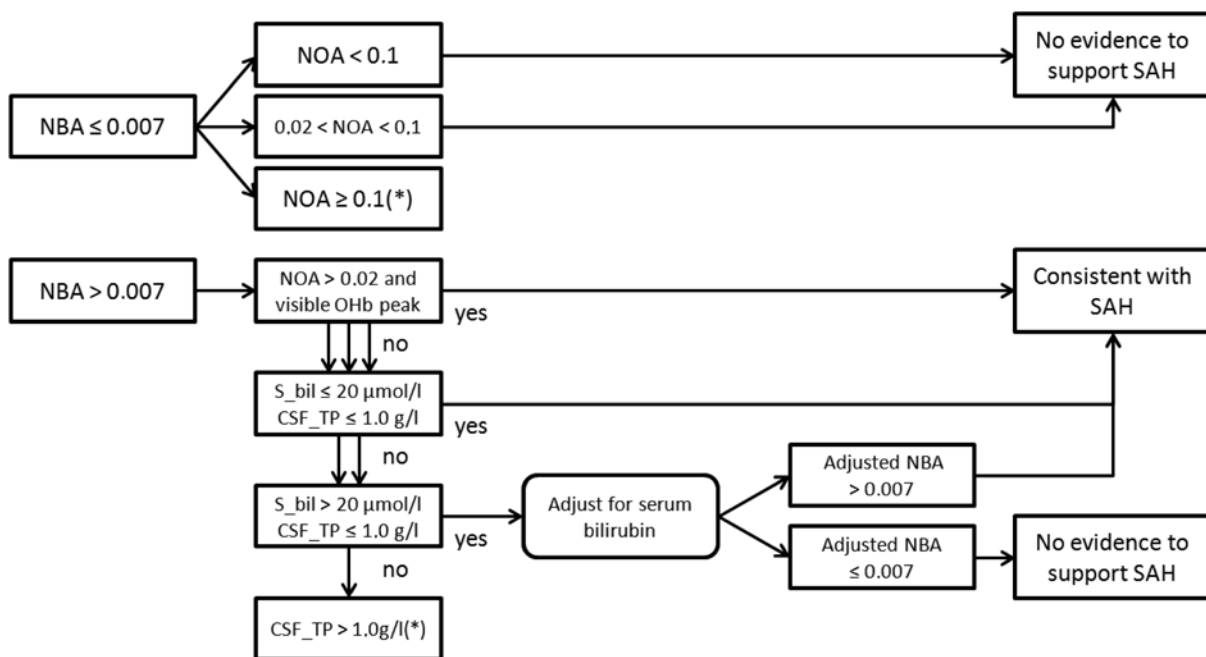 NOA < 0.1
No evidence to
support SAH
NBA ≤ 0.007
0.02 < NOA < 0.1
NOA ≥ 0.1(*)
NBA > 0.007
NOA > 0.02 and
visible OHb peak
yes
Consistent with
SAH
no
S_bil ≤ 20 µmol/l
CSF_TP ≤ 1.0 g/l
yes
no
S_bil > 20 µmol/l
CSF_TP ≤ 1.0 g/l
yes
Adjust for serum
bilirubin
Adjusted NBA
> 0.007
Adjusted NBA
≤ 0.007
No evidence to
support SAH
no
CSF_TP > 1.0g/l(*)